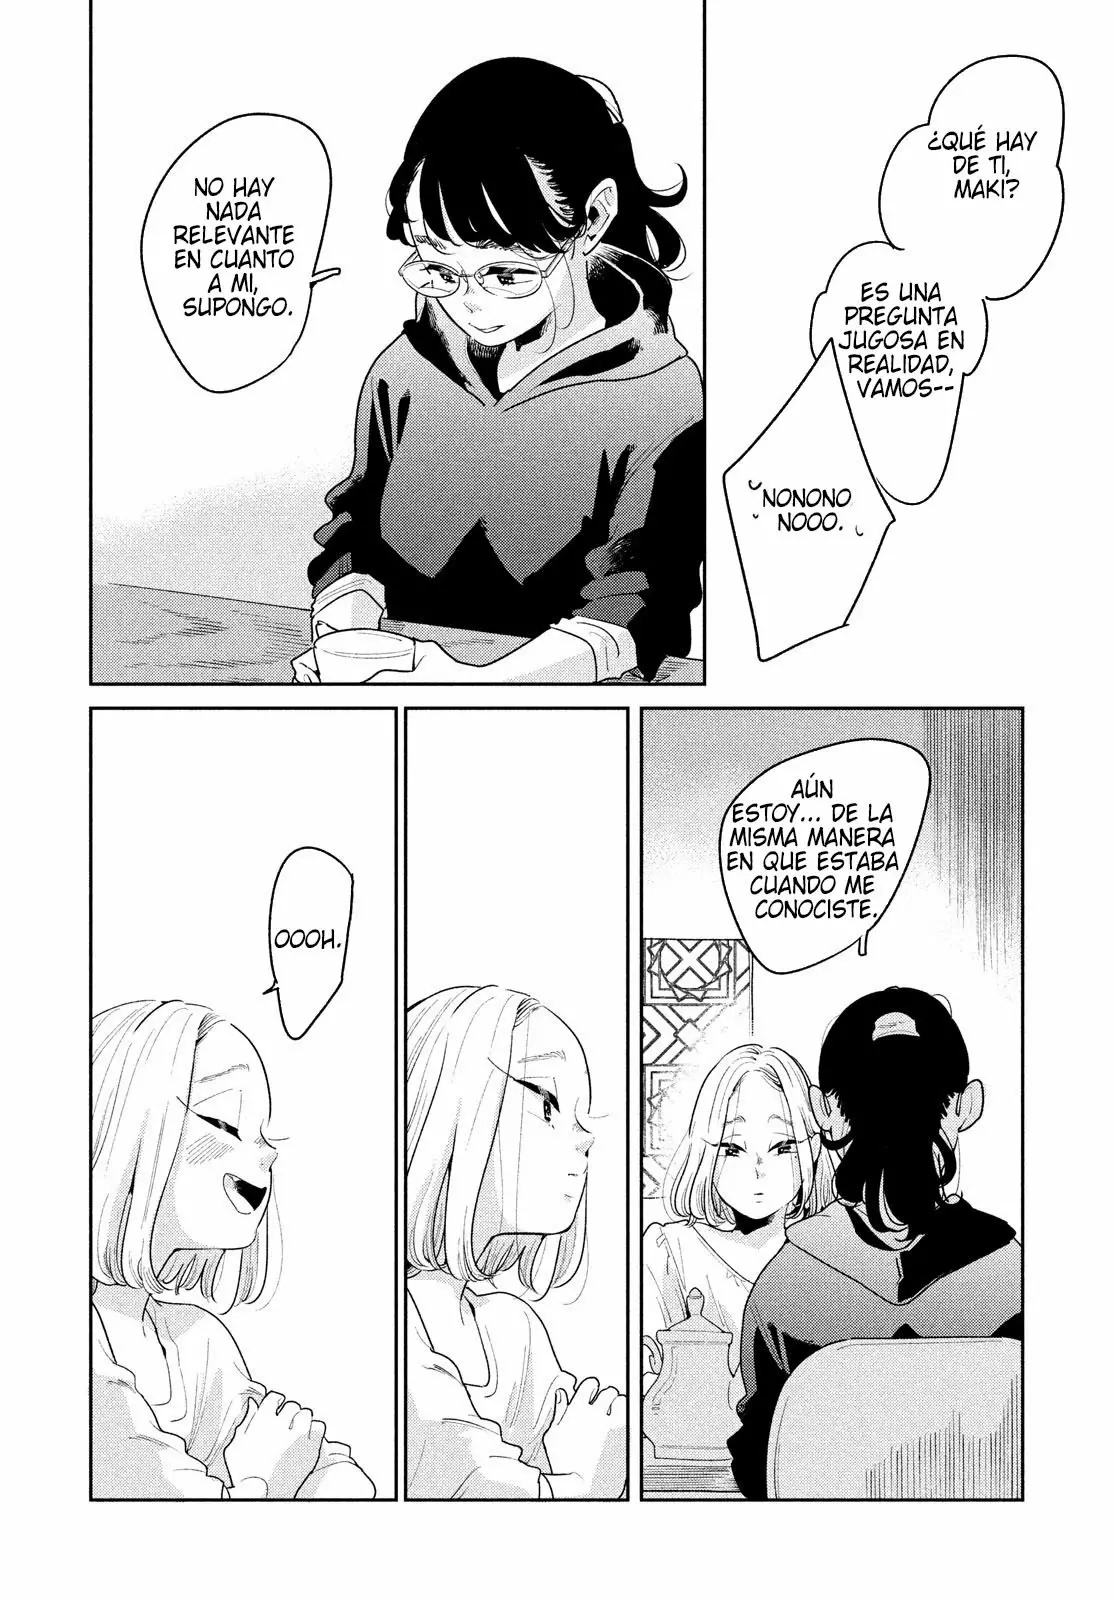 ¿QUÉ HAY
DE TI,
MAKI?
ES UNA
PREGUNTA
JUGOSA EN
REALIDAD,
VAMOS--
NONONO
NOOO.
NO HAY
NADA
RELEVANTE
EN CUANTO
A MI,
SUPONGO.
AÚN
ESTOY... DE LA
MISMA MANERA
EN QUE ESTABA
CUANDO ME
CONOCISTE.
OOOH.